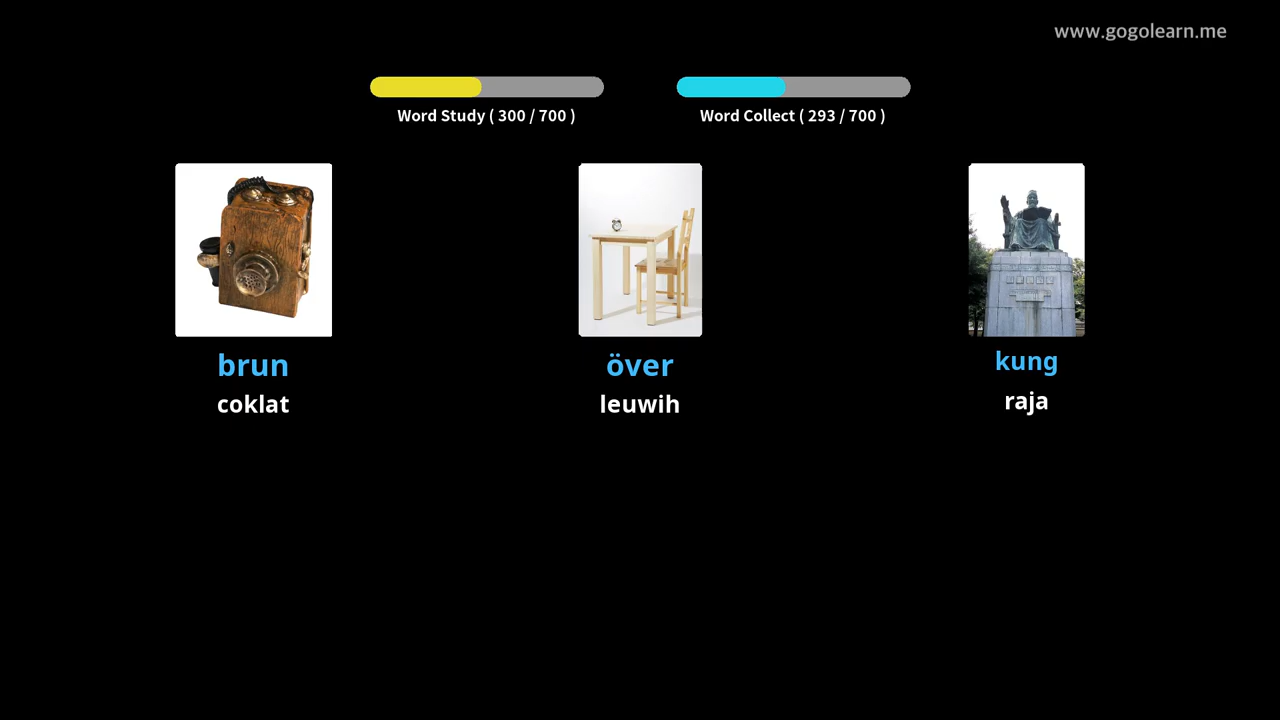 www.gogolearn.me
Word Study ( 300 / 700 )
Word Collect ( 293 / 700 )
brun
coklat
över
leuwih
kung
raja